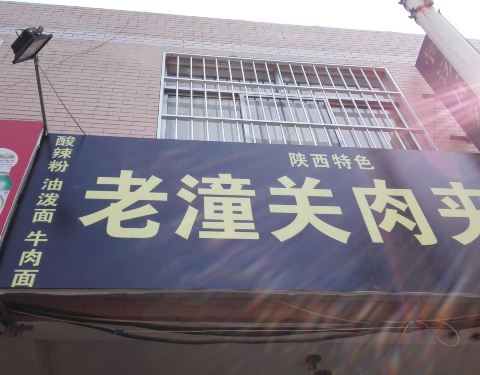 陕西特色
老潼关肉夹
酸辣粉 油泼面 牛肉面